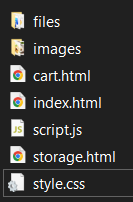 files
images
cart.html
index.html
script.js
storage.html
style.css